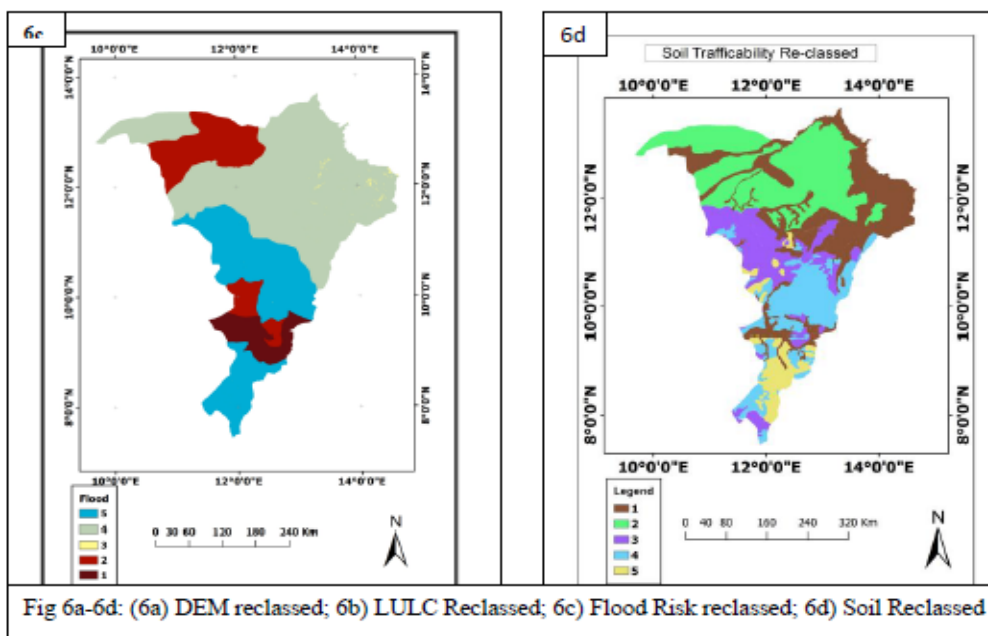 6c
10°0'0"E 12°0'0"E 14°0'0"E
14°0'0"N 14°0'0"N
12°0'0"N 12°0'0"N
10°0'0"N 10°0'0"N
8°0'0"N 8°0'0"N
10°0'0"E 12°0'0"E 14°0'0"E
Flood
5
4
3
2
1
0 30 60 120 180 240 Km
N
6d
Soil Trafficability Re-classed
10°0'0"E 12°0'0"E 14°0'0"E
12°0'0"N 12°0'0"N
10°0'0"N 10°0'0"N
8°0'0"N 8°0'0"N
10°0'0"E 12°0'0"E 14°0'0"E
Legend
1
2
3
4
5
0 40 80 160 240 320 Km
N
Fig 6a-6d: (6a) DEM reclassed; 6b) LULC Reclassed; 6c) Flood Risk reclassed; 6d) Soil Reclassed